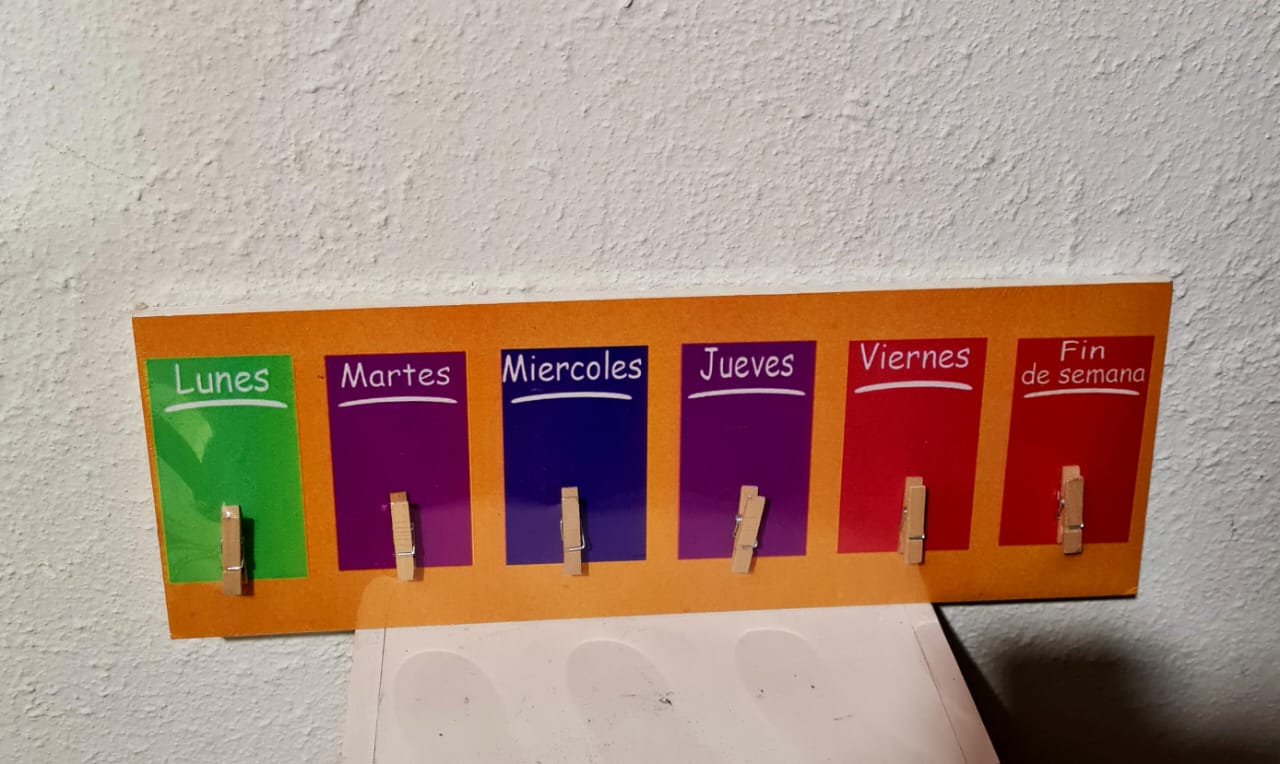 Lunes
Martes
Miercoles
Jueves
Viernes
Fin
de semana